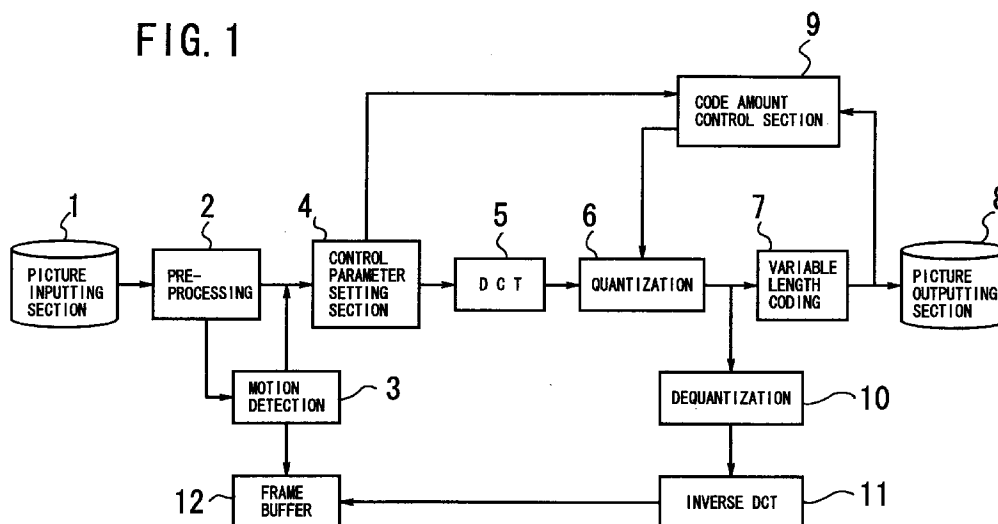 FIG. 1
9
CODE AMOUNT
CONTROL SECTION
1
PICTURE
INPUTTING
SECTION
2
PRE-
PROCESSING
4
CONTROL
PARAMETER
SETTING
SECTION
5
DCT
6
QUANTIZATION
7
VARIABLE
LENGTH
CODING
8
PICTURE
OUTPUTTING
SECTION
MOTION
DETECTION
3
DEQUANTIZATION
10
12
FRAME
BUFFER
INVERSE DCT
11